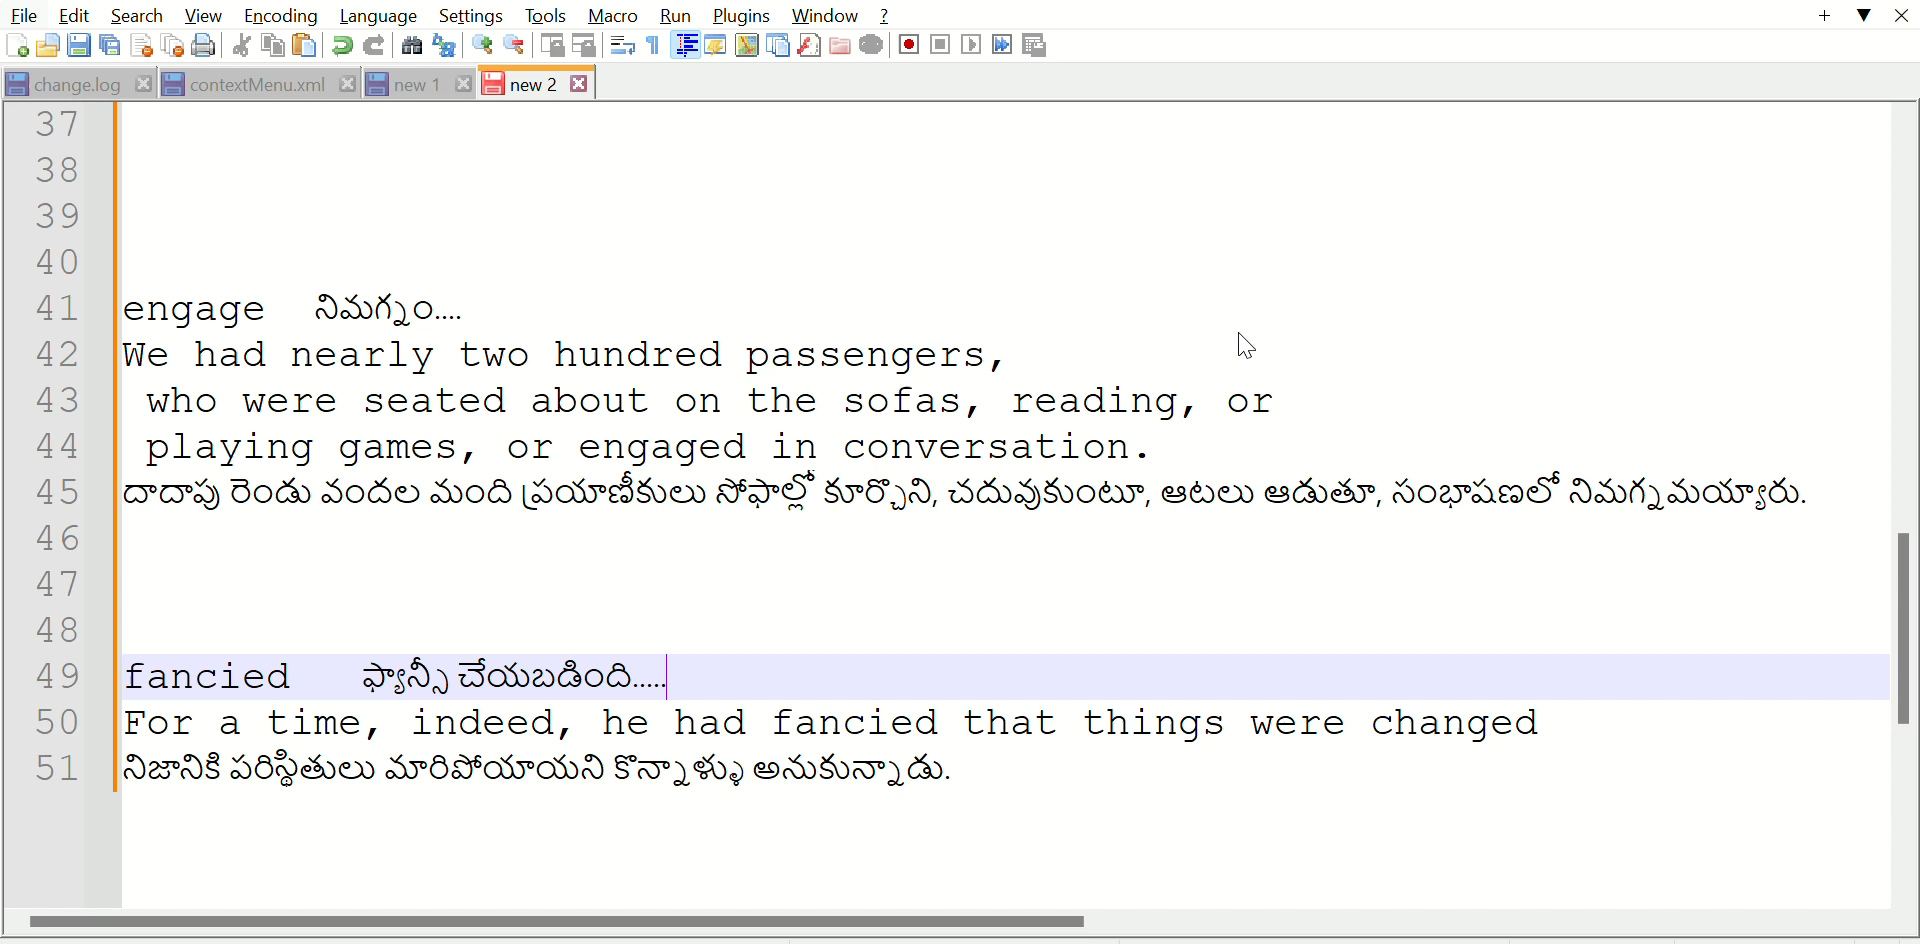 File Edit Search View Encoding Language Settings Tools Macro Run Plugins Window ?
change.log contextMenu.xml new 1 new 2
37
38
39
40
41 engage నిమగ్నం....
42 We had nearly two hundred passengers,
43 who were seated about on the sofas, reading, or
44 playing games, or engaged in conversation.
45 దాదాపు రెండు వందల మంది ప్రయాణీకులు సోఫాల్లో కూర్చొని, చదువుకుంటూ, ఆటలు ఆడుతూ, సంభాషణలో నిమగ్నమయ్యారు.
46
47
48
49 fancied ఫ్యాన్సీ చేయబడింది.....
50 For a time, indeed, he had fancied that things were changed
51 నిజానికి పరిస్థితులు మారిపోయాయని కొన్నాళ్ళు అనుకున్నాడు.